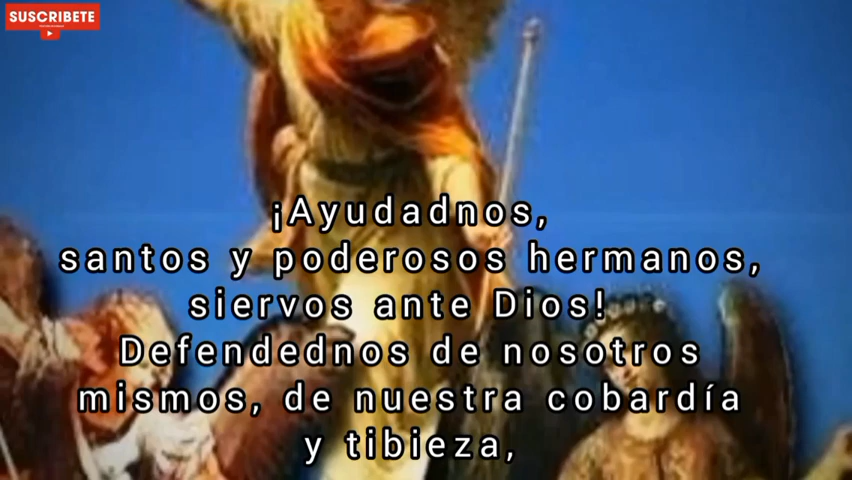 SUSCRIBETE
¡Ayudadnos,
santos y poderosos hermanos,
siervos ante Dios!
Defendednos de nosotros
mismos, de nuestra cobardía
y tibieza,